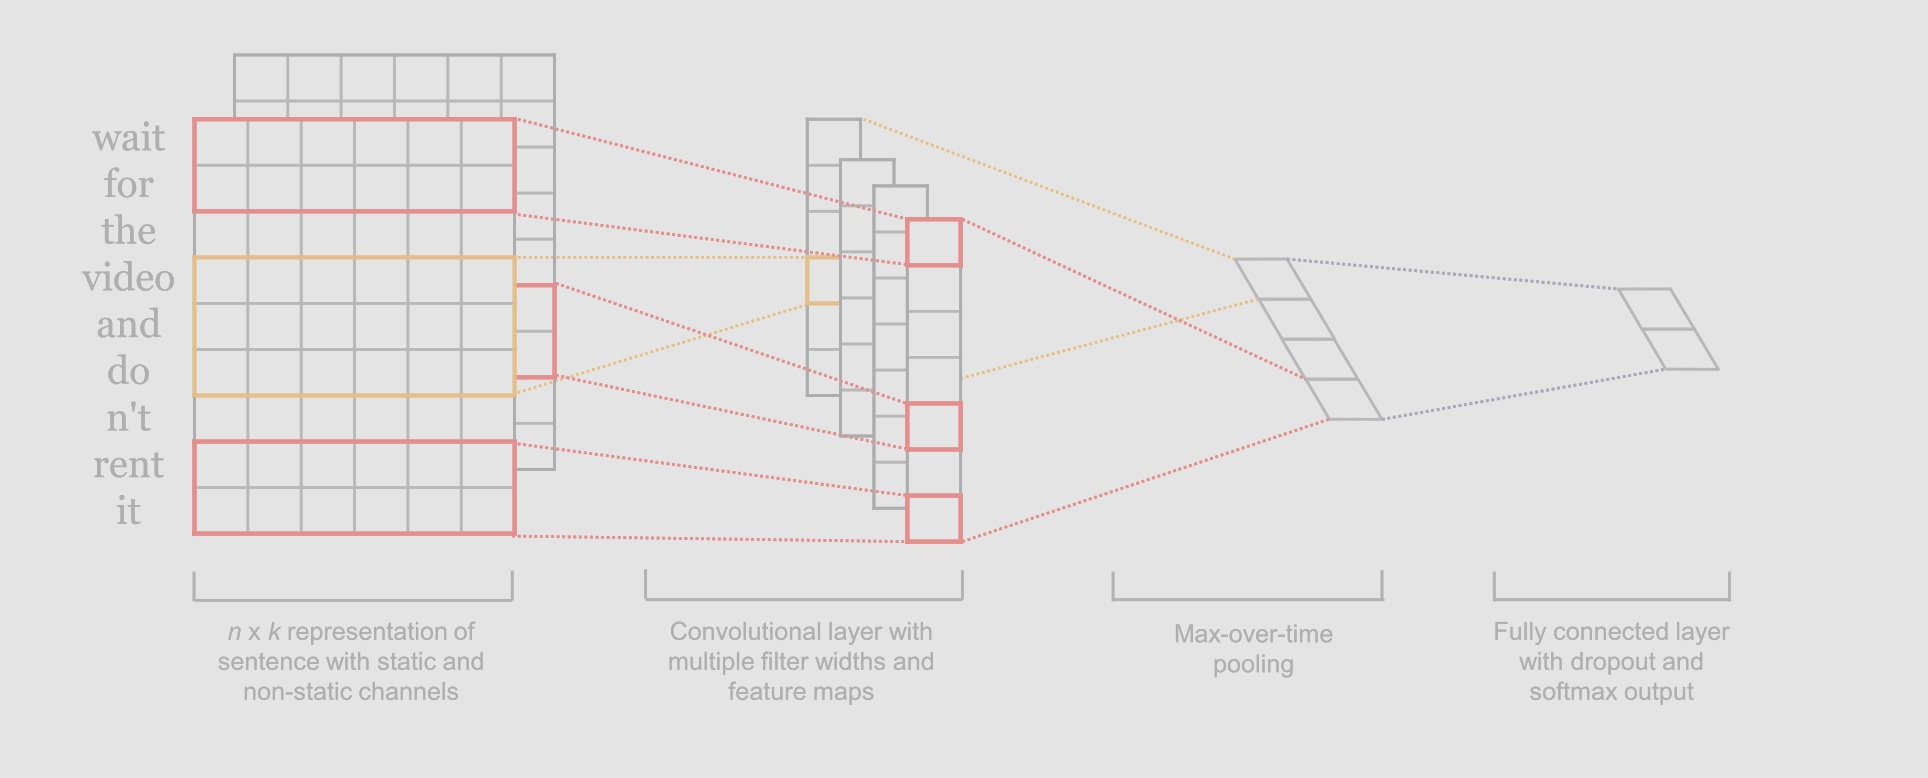 wait
for
the
video
and
do
n't
rent
it
n x k representation of
sentence with static and
non-static channels
Convolutional layer with
multiple filter widths and
feature maps
Max-over-time
pooling
Fully connected layer
with dropout and
softmax output